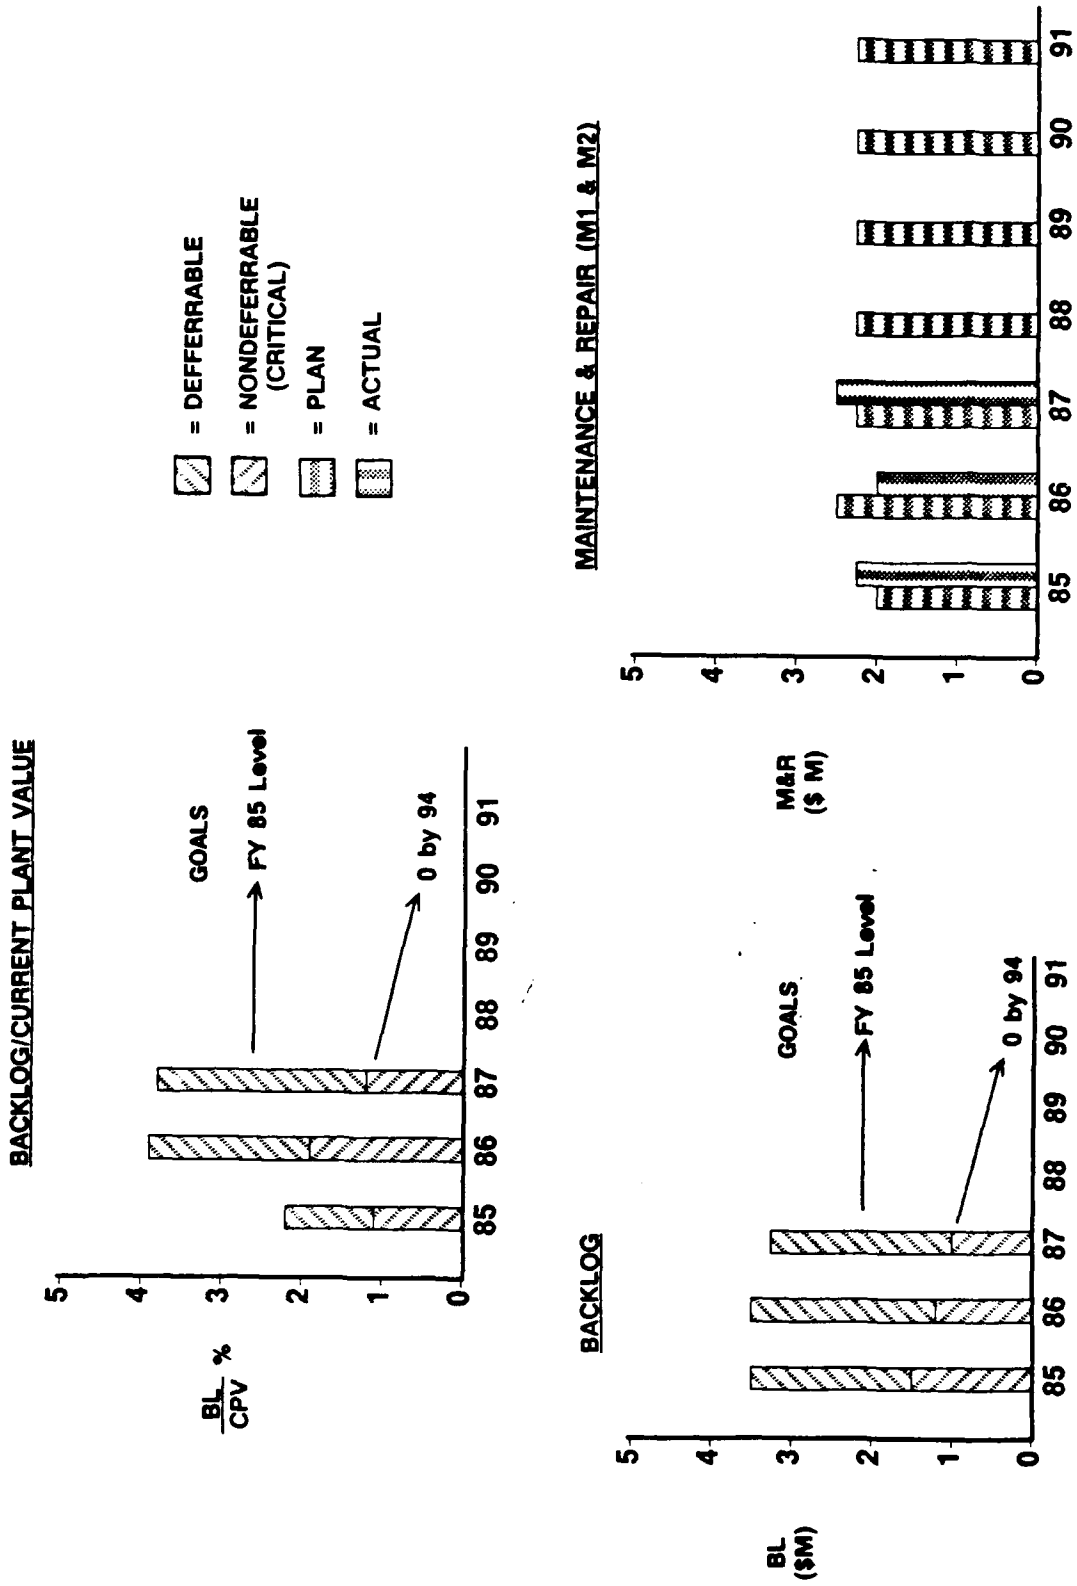 BACKLOG/CURRENT PLANT VALUE
BL
CPV
%
5
4
3
2
1
0
85
86
87
88
89
90
91
GOALS
FY 85 Level
0 by 94
= DEFFERRABLE
= NONDEFERRABLE
(CRITICAL)
= PLAN
= ACTUAL
BACKLOG
BL
($M)
5
4
3
2
1
0
85
86
87
88
89
90
91
GOALS
FY 85 Level
0 by 94
MAINTENANCE & REPAIR (M1 & M2)
M&R
($ M)
5
4
3
2
1
0
85
86
87
88
89
90
91